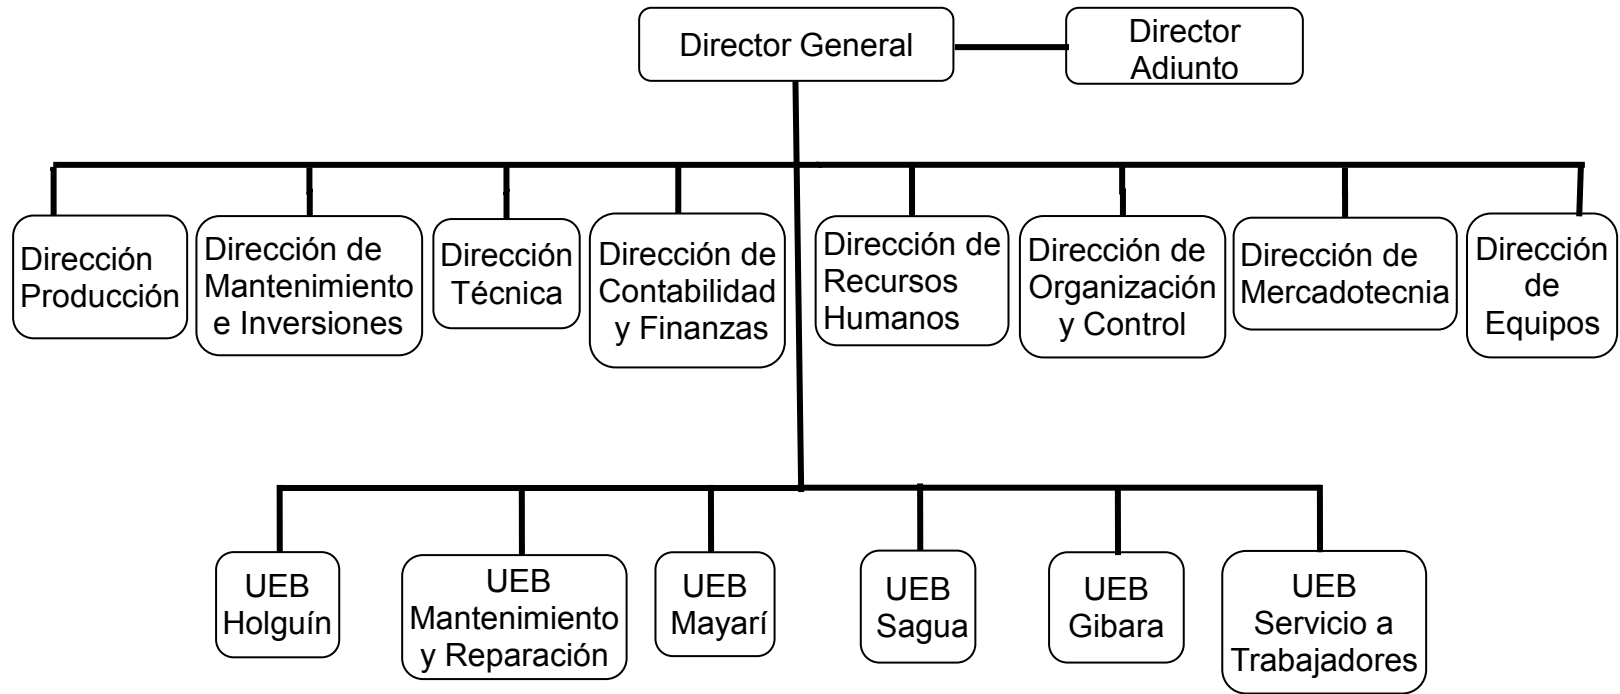 Director General
Director
Adiunto
Dirección
Producción
Dirección de
Mantenimiento
e Inversiones
Dirección
Técnica
Dirección de
Contabilidad
y Finanzas
Dirección de
Recursos
Humanos
Dirección de
Organización
y Control
Dirección de
Mercadotecnia
Dirección
de
Equipos
UEB
Holguín
UEB
Mantenimiento
y Reparación
UEB
Mayarí
UEB
Sagua
UEB
Gibara
UEB
Servicio a
Trabajadores